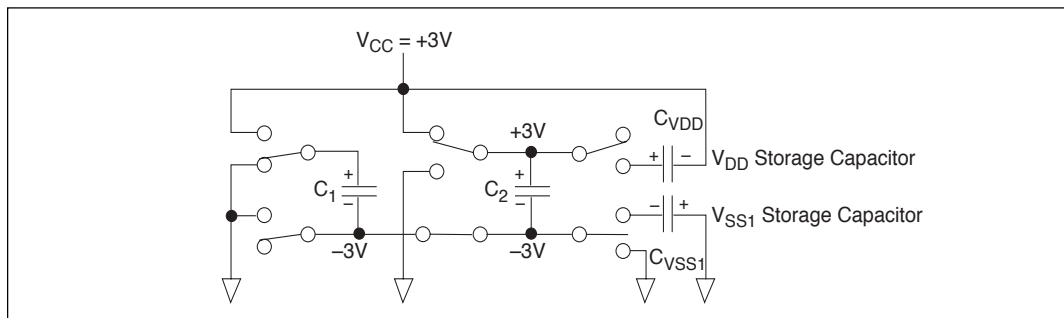 V_CC = +3V
C_VDD
+3V
+ − V_DD Storage Capacitor
+
C_1
−
+
C_2
−
− + V_SS1 Storage Capacitor
−3V
−3V
C_VSS1